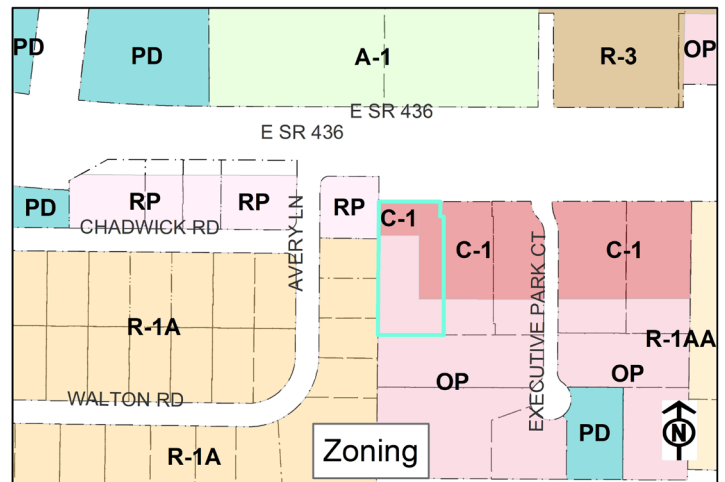 PD
PD
A-1
R-3
OP
E SR 436
E SR 436
PD
RP
RP
RP
C-1
CHADWICK RD
AVERY LN
C-1
EXECUTIVE PARK CT
C-1
R-1A
R-1AA
OP
OP
WALTON RD
PD
R-1A
Zoning
N